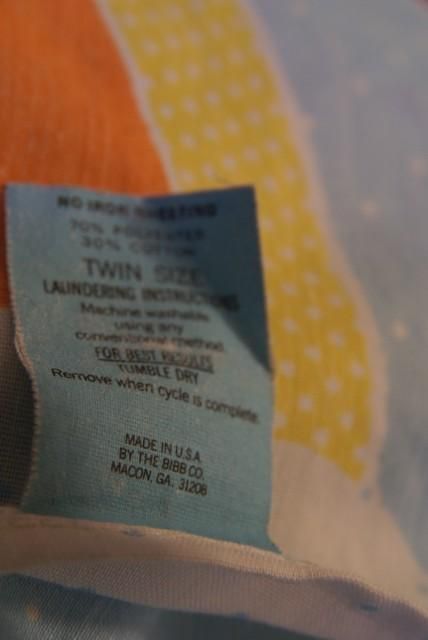 NO IRON SHEETING
70% POLYESTER
30% COTTON
TWIN SIZE
LAUNDERING INSTRUCTIONS
Machine washable
using any
conventional method.
FOR BEST RESULTS
TUMBLE DRY
Remove when cycle is complete.
MADE IN U.S.A.
BY THE BIBB CO.
MACON, GA. 31208